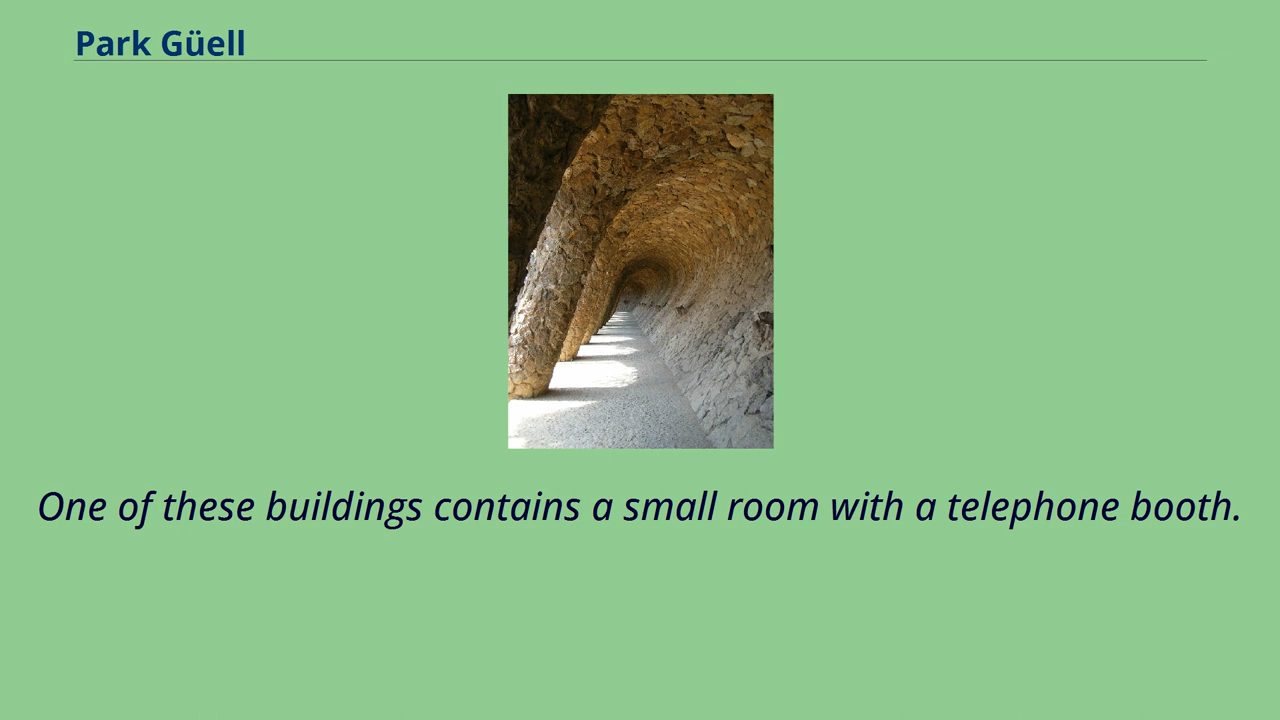 Park Güell
One of these buildings contains a small room with a telephone booth.